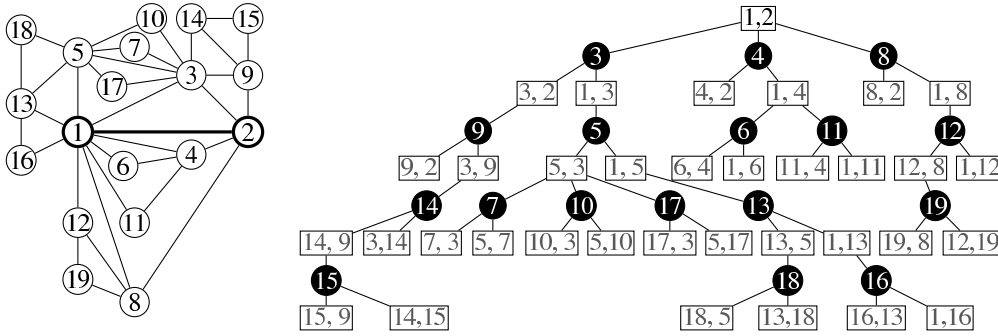 18 10 14 15
5 7
17 3 9
13
1 2
16 6 4
12 11
19 8
1,2
3 4 8
3, 2 1, 3 4, 2 1, 4 8, 2 1, 8
9 5 6 11 12
9, 2 3, 9 5, 3 1, 5 6, 4 1, 6 11, 4 1,11 12, 8 1,12
14 7 10 17 13 19
14, 9 3,14 7, 3 5, 7 10, 3 5,10 17, 3 5,17 13, 5 1,13 19, 8 12,19
15 18 16
15, 9 14,15 18, 5 13,18 16,13 1,16